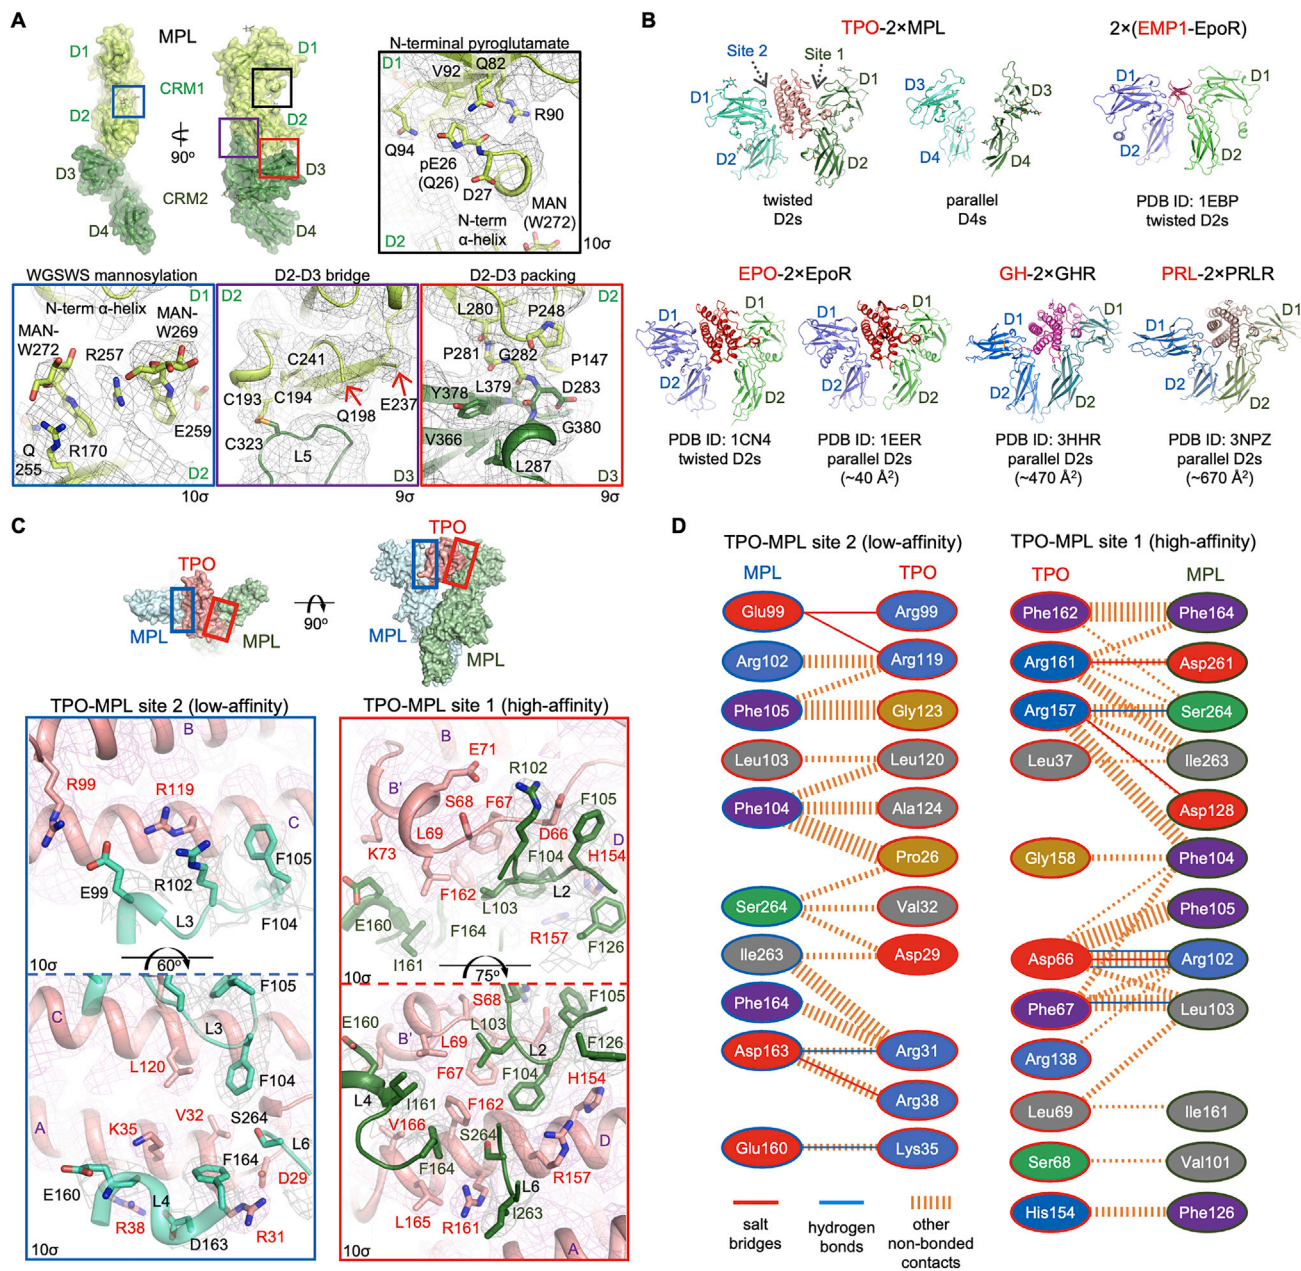 A
MPL
D1
D2
D3
D4
CRM1
CRM2
90º
D1
D2
D3
D4
N-terminal pyroglutamate
D1
V92
Q82
R90
Q94
pE26
(Q26)
D27
N-term
α-helix
MAN
(W272)
D2
10σ
WGSWS mannosylation
D1
N-term α-helix
MAN-
W272
MAN-
W269
R257
E259
Q
255
R170
D2
10σ
D2-D3 bridge
D2
C241
C193
C194
Q198
E237
C323
L5
D3
9σ
D2-D3 packing
D2
L280
P248
P281
G282
P147
Y378
L379
D283
V366
G380
L287
D3
9σ
B
TPO-2×MPL
Site 2
Site 1
D1
D1
D2
D2
twisted
D2s
D3
D3
D4
D4
parallel
D4s
2×(EMP1-EpoR)
D1
D1
D2
D2
PDB ID: 1EBP
twisted D2s
EPO-2×EpoR
D1
D1
D2
D2
PDB ID: 1CN4
twisted D2s
D1
D1
D2
D2
PDB ID: 1EER
parallel D2s
(~40 Å²)
GH-2×GHR
D1
D1
D2
D2
PDB ID: 3HHR
parallel D2s
(~470 Å²)
PRL-2×PRLR
D1
D1
D2
D2
PDB ID: 3NPZ
parallel D2s
(~670 Å²)
C
TPO
MPL
MPL
90º
TPO
MPL
MPL
TPO-MPL site 2 (low-affinity)
B
R99
R119
C
F105
E99
R102
L3
F104
10σ
60º
F105
C
L3
L120
F104
V32
S264
A
K35
L6
F164
D29
E160
L4
R38
D163
R31
10σ
TPO-MPL site 1 (high-affinity)
B
E71
R102
B'
S68
F67
F105
L69
D66
D
K73
F104
H154
F162
L103
L2
E160
F164
R157
F126
I161
10σ
75º
S68
F105
E160
B'
L103
L69
L2
F126
F67
F104
H154
L4
I161
F162
V166
S264
D
F164
R157
L6
L165
R161
I263
A
10σ
D
TPO-MPL site 2 (low-affinity)
MPL
TPO
Glu99
Arg99
Arg102
Arg119
Phe105
Gly123
Leu103
Leu120
Phe104
Ala124
Pro26
Ser264
Val32
Ile263
Asp29
Phe164
Asp163
Arg31
Arg38
Glu160
Lys35
salt
bridges
hydrogen
bonds
other
non-bonded
contacts
TPO-MPL site 1 (high-affinity)
TPO
MPL
Phe162
Phe164
Arg161
Asp261
Arg157
Ser264
Leu37
Ile263
Asp128
Gly158
Phe104
Phe105
Asp66
Arg102
Phe67
Leu103
Arg138
Leu69
Ile161
Ser68
Val101
His154
Phe126